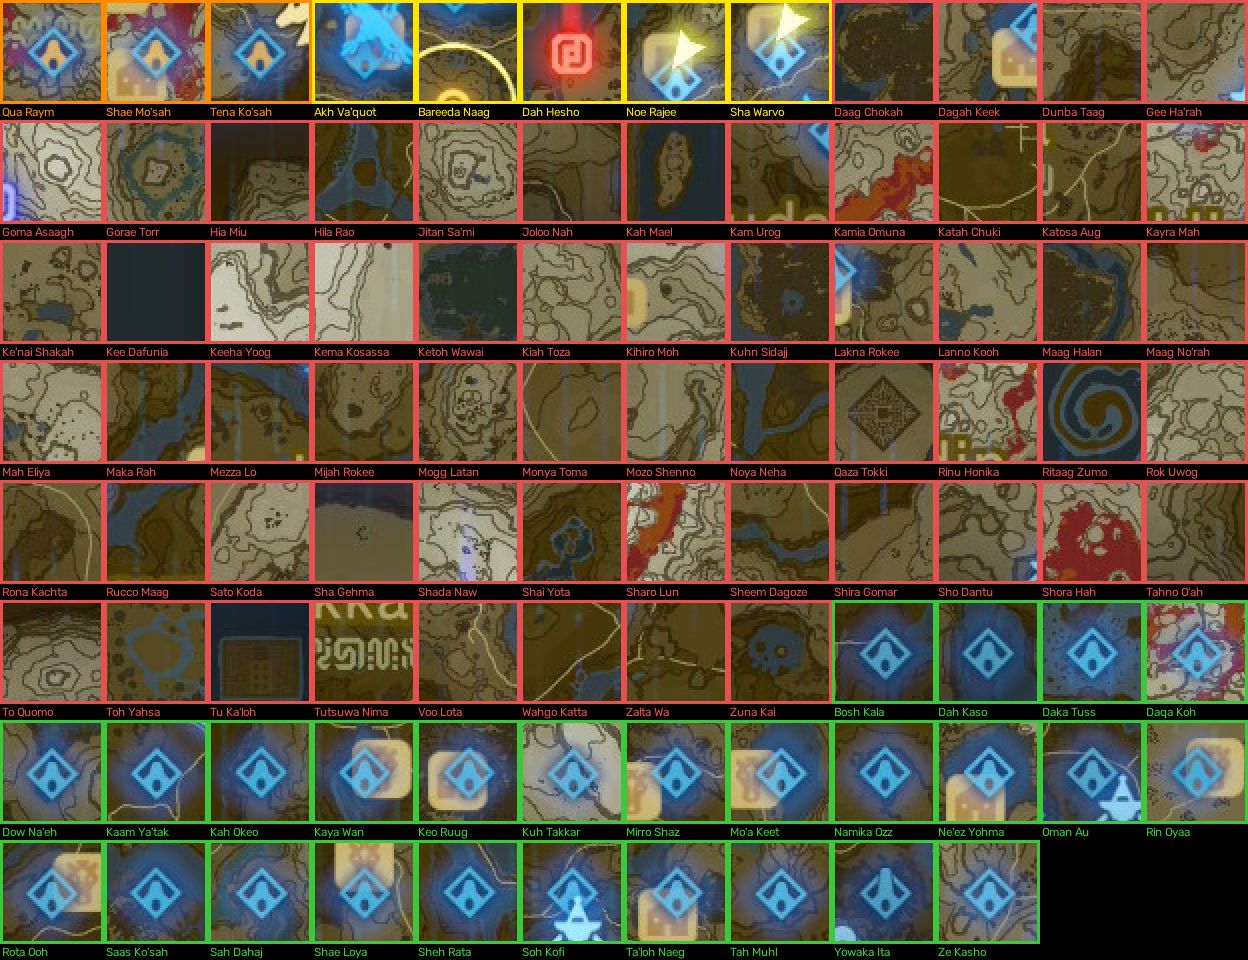 Qua Raym Shae Mo'sah Tena Ko'sah Akh Va'quot Bareeda Naag Dah Hesho Noe Rajee Sha Warvo Daag Chokah Dagah Keek Dunba Taag Gee Ha'rah
Goma Asaagh Gorae Torr Hia Miu Hila Rao Jitan Sa'mi Joloo Nah Kah Mael Kam Urog Kamia Omuna Katah Chuki Katosa Aug Kayra Mah
Ke'nai Shakah Kee Dafunia Keeha Yoog Kema Kosassa Ketoh Wawai Kiah Toza Kihiro Moh Kuhn Sidajj Lakna Rokee Lanno Kooh Maag Halan Maag No'rah
Mah Eliya Maka Rah Mezza Lo Mijah Rokee Mogg Latan Monya Toma Mozo Shenno Noya Neha Qaza Tokki Rinu Honika Ritaag Zumo Rok Uwog
Rona Kachta Rucco Maag Sato Koda Sha Gehma Shada Naw Shai Yota Sharo Lun Sheem Dagoze Shira Gomar Sho Dantu Shora Hah Tahno O'ah
To Quomo Toh Yahsa Tu Ka'loh Tutsuwa Nima Voo Lota Wahgo Katta Zalta Wa Zuna Kai Bosh Kala Dah Kaso Daka Tuss Daqa Koh
Dow Na'eh Kaam Ya'tak Kah Okeo Kaya Wan Keo Ruug Kuh Takkar Mirro Shaz Mo'a Keet Namika Ozz Ne'ez Yohma Oman Au Rin Oyaa
Rota Ooh Saas Ko'sah Sah Dahaj Shae Loya Sheh Rata Soh Kofi Ta'loh Naeg Tah Muhl Yowaka Ita Ze Kasho